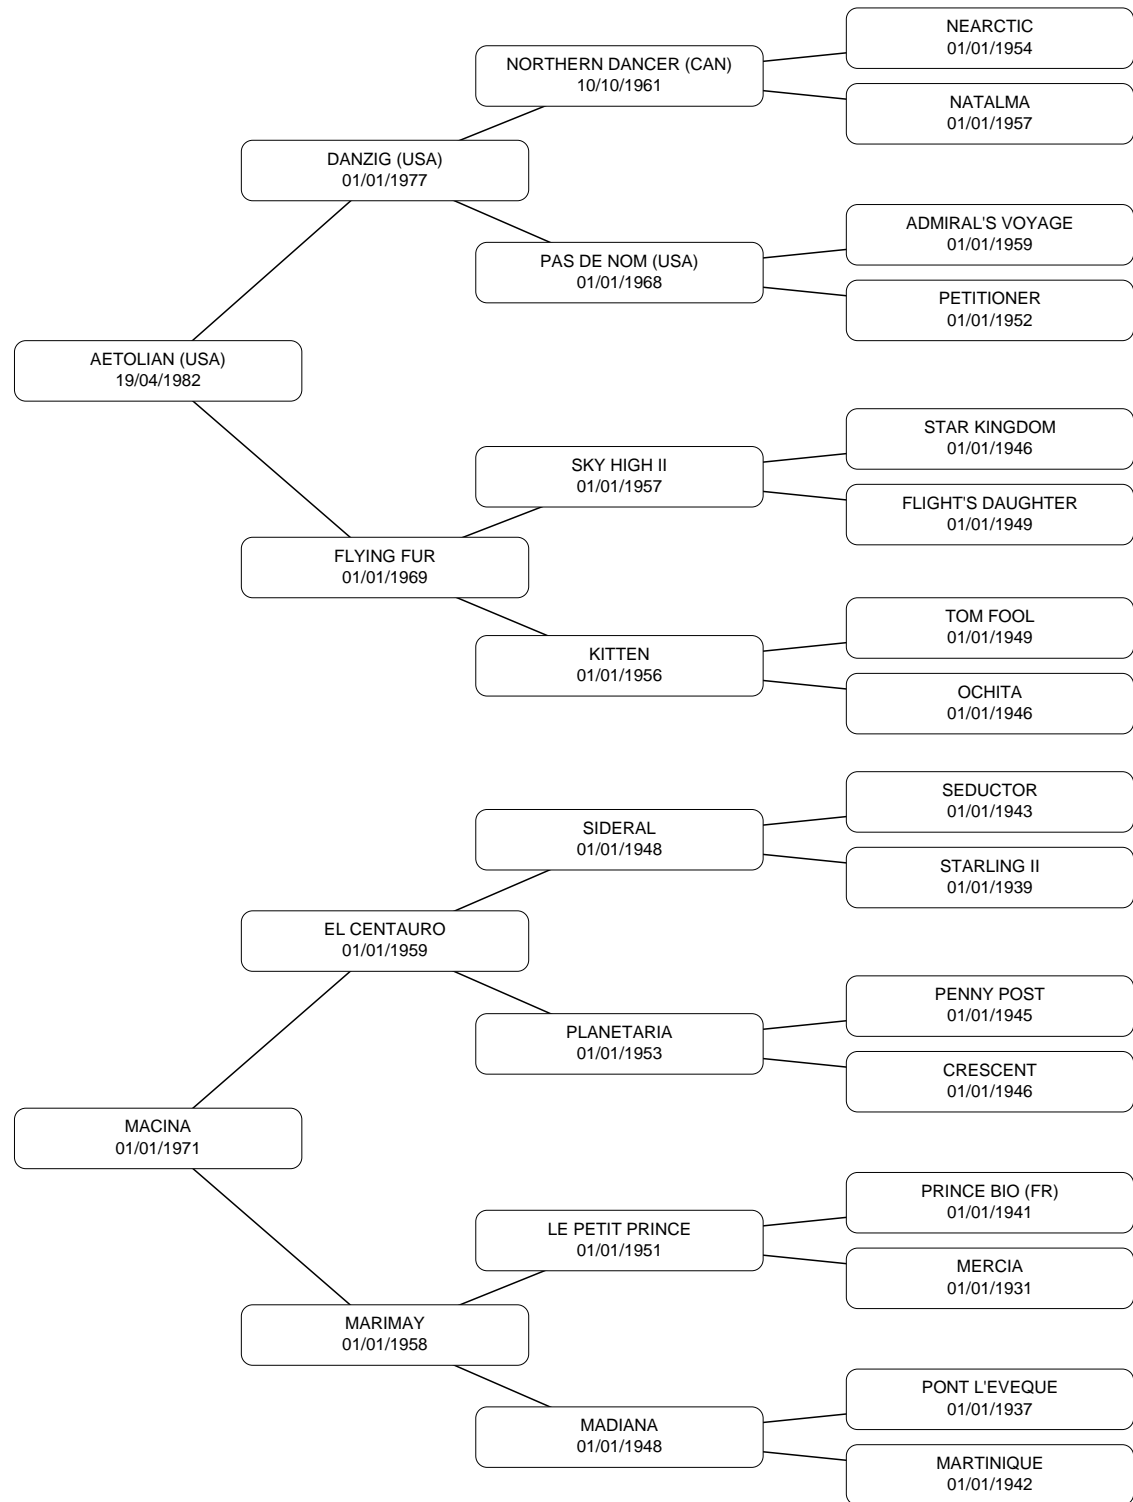 NEARCTIC
01/01/1954
NORTHERN DANCER (CAN)
10/10/1961
NATALMA
01/01/1957
DANZIG (USA)
01/01/1977
ADMIRAL'S VOYAGE
01/01/1959
PAS DE NOM (USA)
01/01/1968
PETITIONER
01/01/1952
AETOLIAN (USA)
19/04/1982
STAR KINGDOM
01/01/1946
SKY HIGH II
01/01/1957
FLIGHT'S DAUGHTER
01/01/1949
FLYING FUR
01/01/1969
TOM FOOL
01/01/1949
KITTEN
01/01/1956
OCHITA
01/01/1946
SEDUCTOR
01/01/1943
SIDERAL
01/01/1948
STARLING II
01/01/1939
EL CENTAURO
01/01/1959
PENNY POST
01/01/1945
PLANETARIA
01/01/1953
CRESCENT
01/01/1946
MACINA
01/01/1971
PRINCE BIO (FR)
01/01/1941
LE PETIT PRINCE
01/01/1951
MERCIA
01/01/1931
MARIMAY
01/01/1958
PONT L'EVEQUE
01/01/1937
MADIANA
01/01/1948
MARTINIQUE
01/01/1942